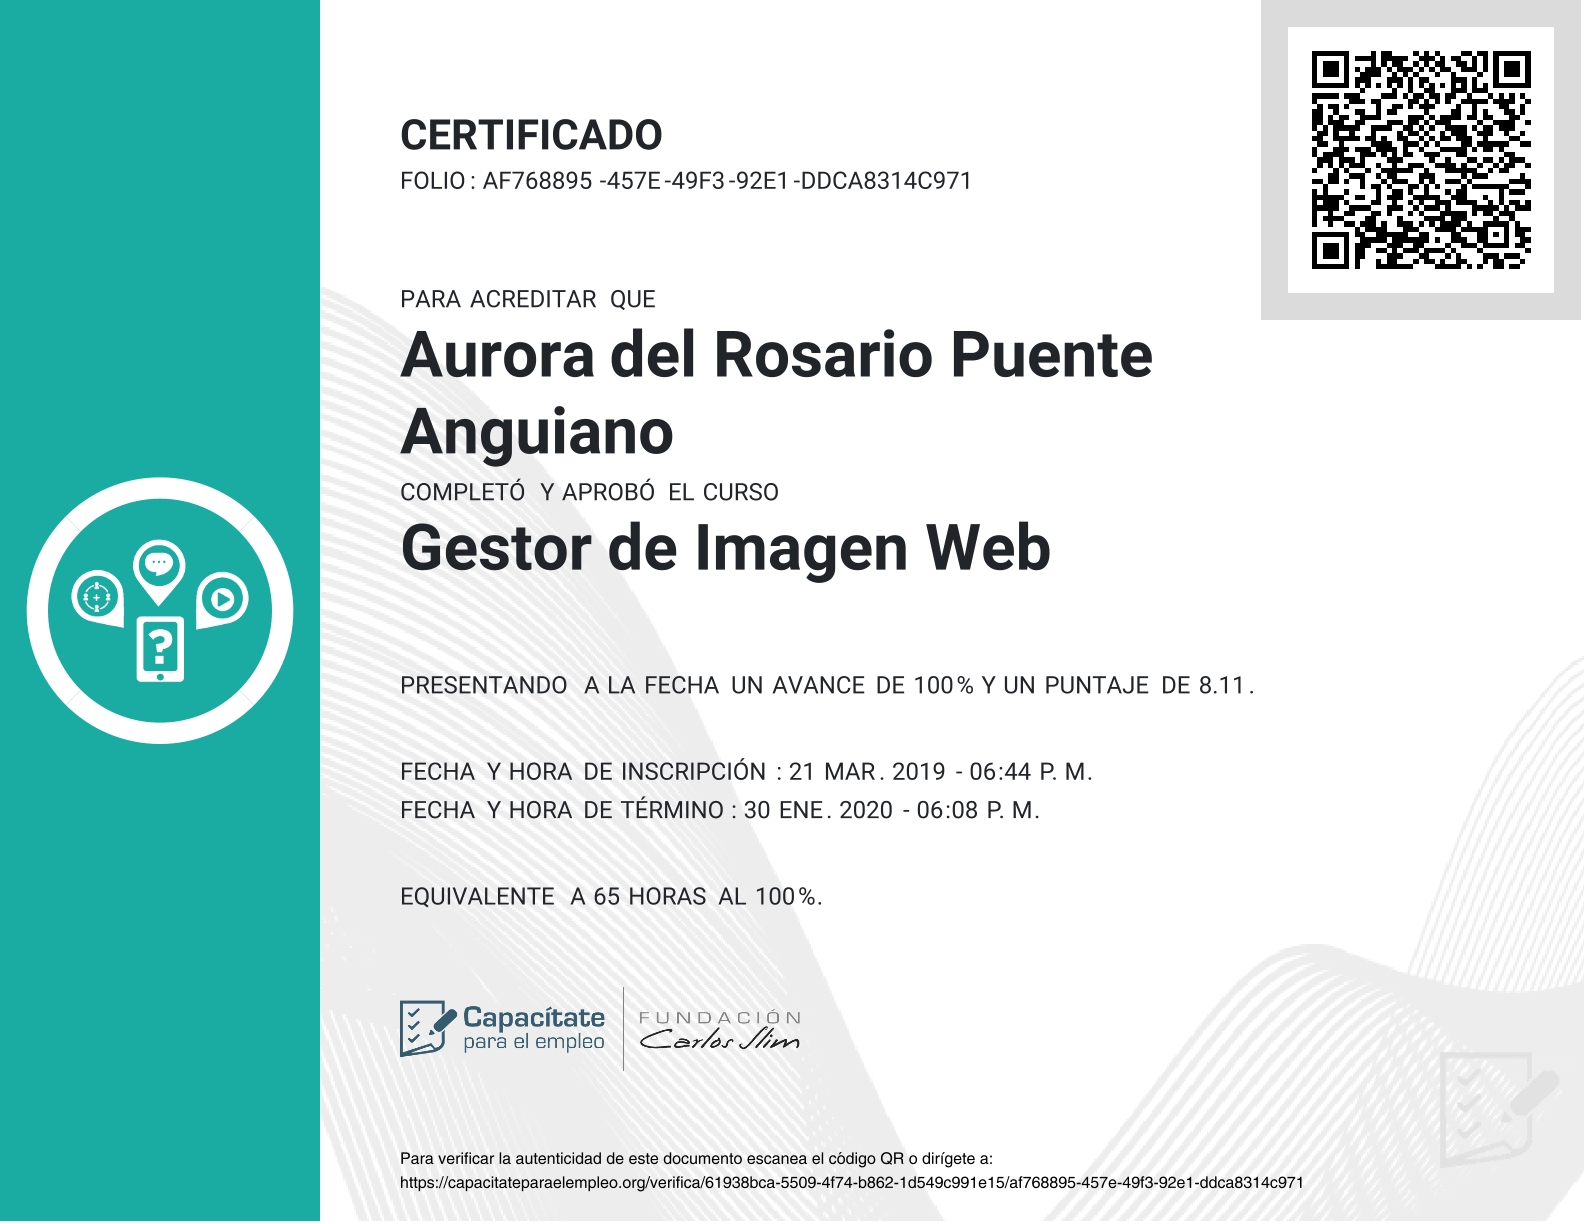 CERTIFICADO
FOLIO: AF768895-457E-49F3-92E1-DDCA8314C971
PARA ACREDITAR QUE
Aurora del Rosario Puente
Anguiano
COMPLETÓ Y APROBÓ EL CURSO
Gestor de Imagen Web
PRESENTANDO A LA FECHA UN AVANCE DE 100% Y UN PUNTAJE DE 8.11.
FECHA Y HORA DE INSCRIPCIÓN : 21 MAR. 2019 - 06:44 P. M.
FECHA Y HORA DE TÉRMINO : 30 ENE. 2020 - 06:08 P. M.
EQUIVALENTE A 65 HORAS AL 100%.
Capacítate
para el empleo
FUNDACIÓN
Carlos Slim
Para verificar la autenticidad de este documento escanea el código QR o dirígete a:
https://capacitateparaelempleo.org/verifica/61938bca-5509-4f74-b862-1d549c991e15/af768895-457e-49f3-92e1-ddca8314c971